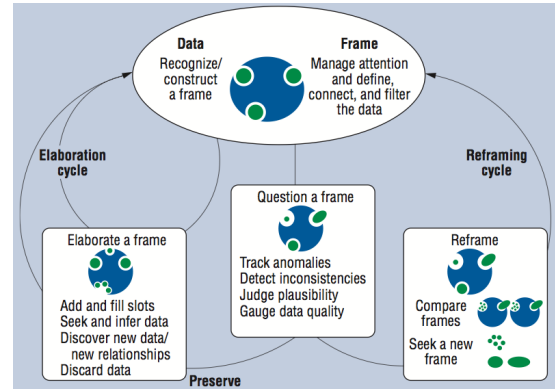 Data
Recognize/
construct
a frame
Frame
Manage attention
and define,
connect, and filter
the data
Elaboration
cycle
Reframing
cycle
Question a frame
Track anomalies
Detect inconsistencies
Judge plausibility
Gauge data quality
Elaborate a frame
Add and fill slots
Seek and infer data
Discover new data/
new relationships
Discard data
Reframe
Compare
frames
Seek a new
frame
Preserve